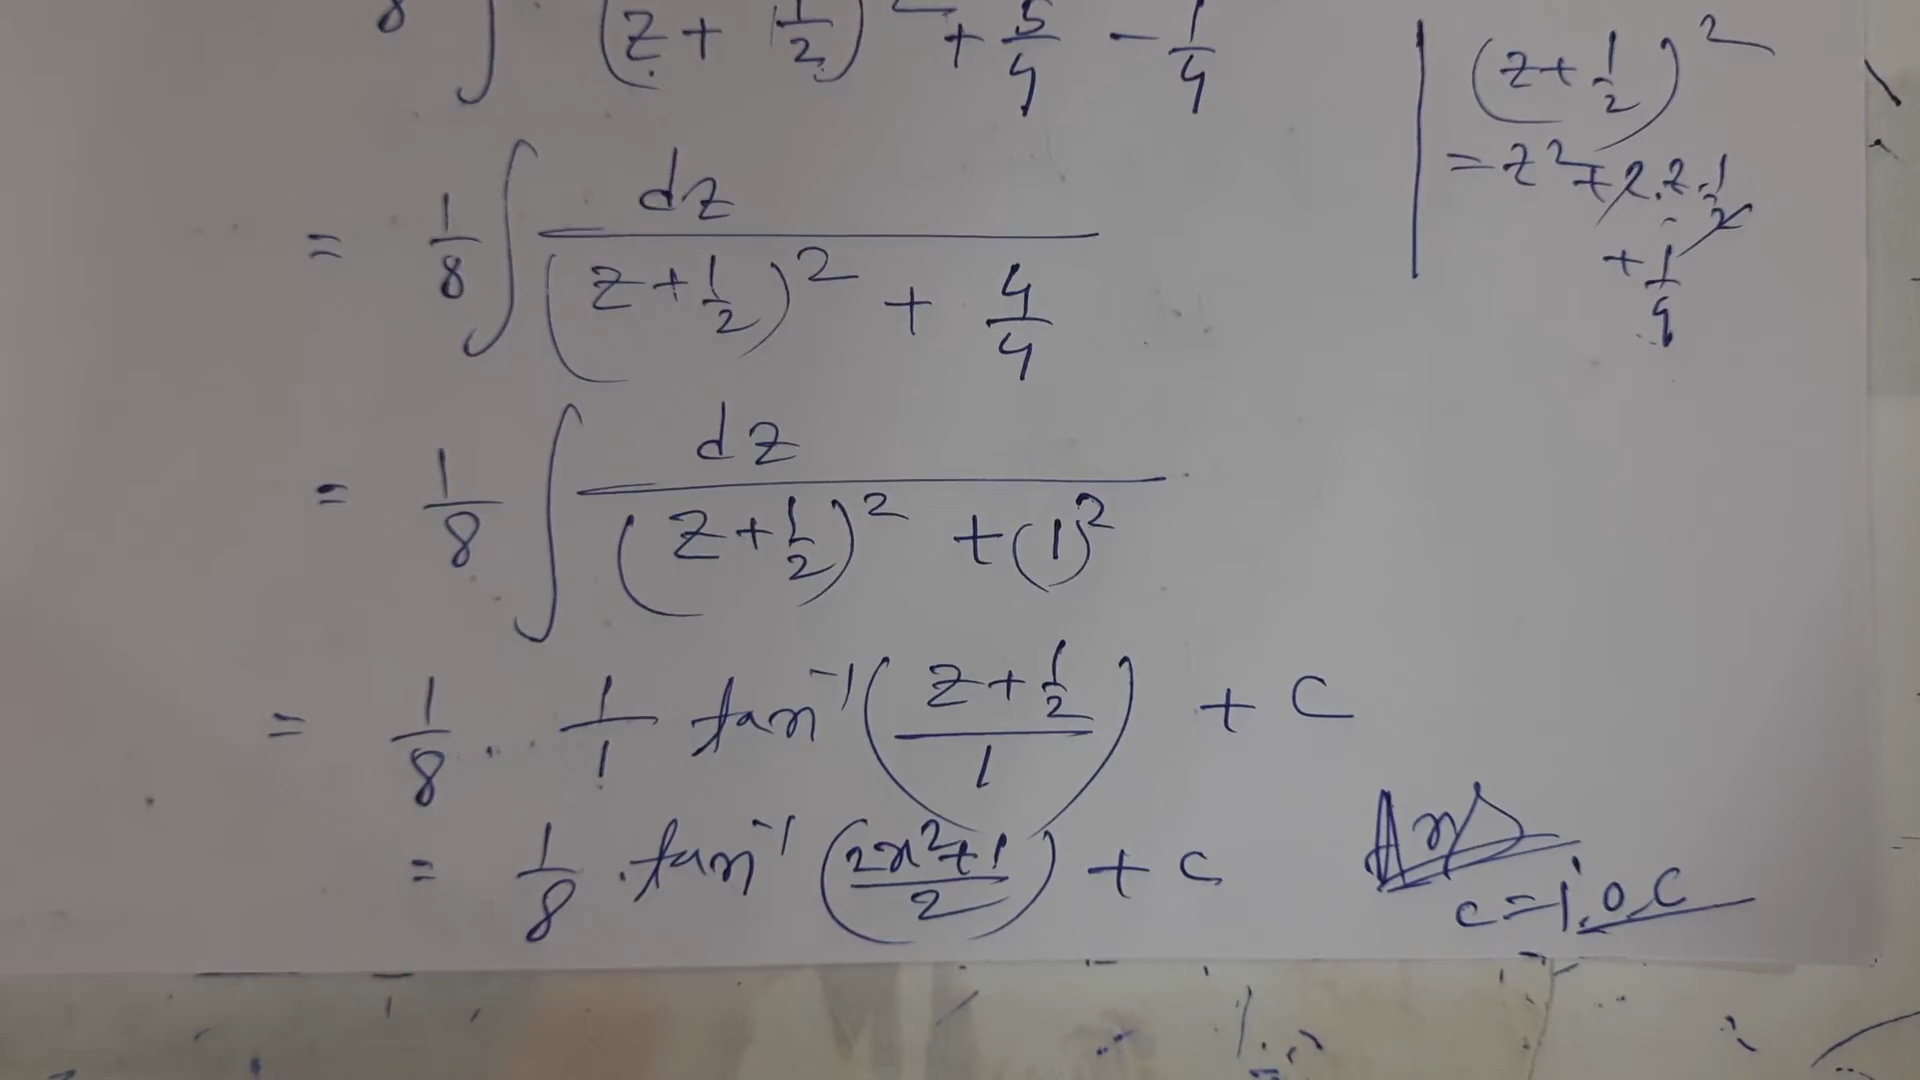 8 ∫ (z + 1/2)² + 5/4 - 1/4
= 1/8 ∫ dz / ((z + 1/2)² + 4/4)
= 1/8 ∫ dz / ((z + 1/2)² + (1)²)
= 1/8 · 1/1 tan⁻¹ ((z + 1/2)/1) + C
= 1/8 · tan⁻¹ ((2x² + 1)/2) + c
Ans
c = i.o.c
(z + 1/2)²
= z² + 2.z.1/2
+ 1/4